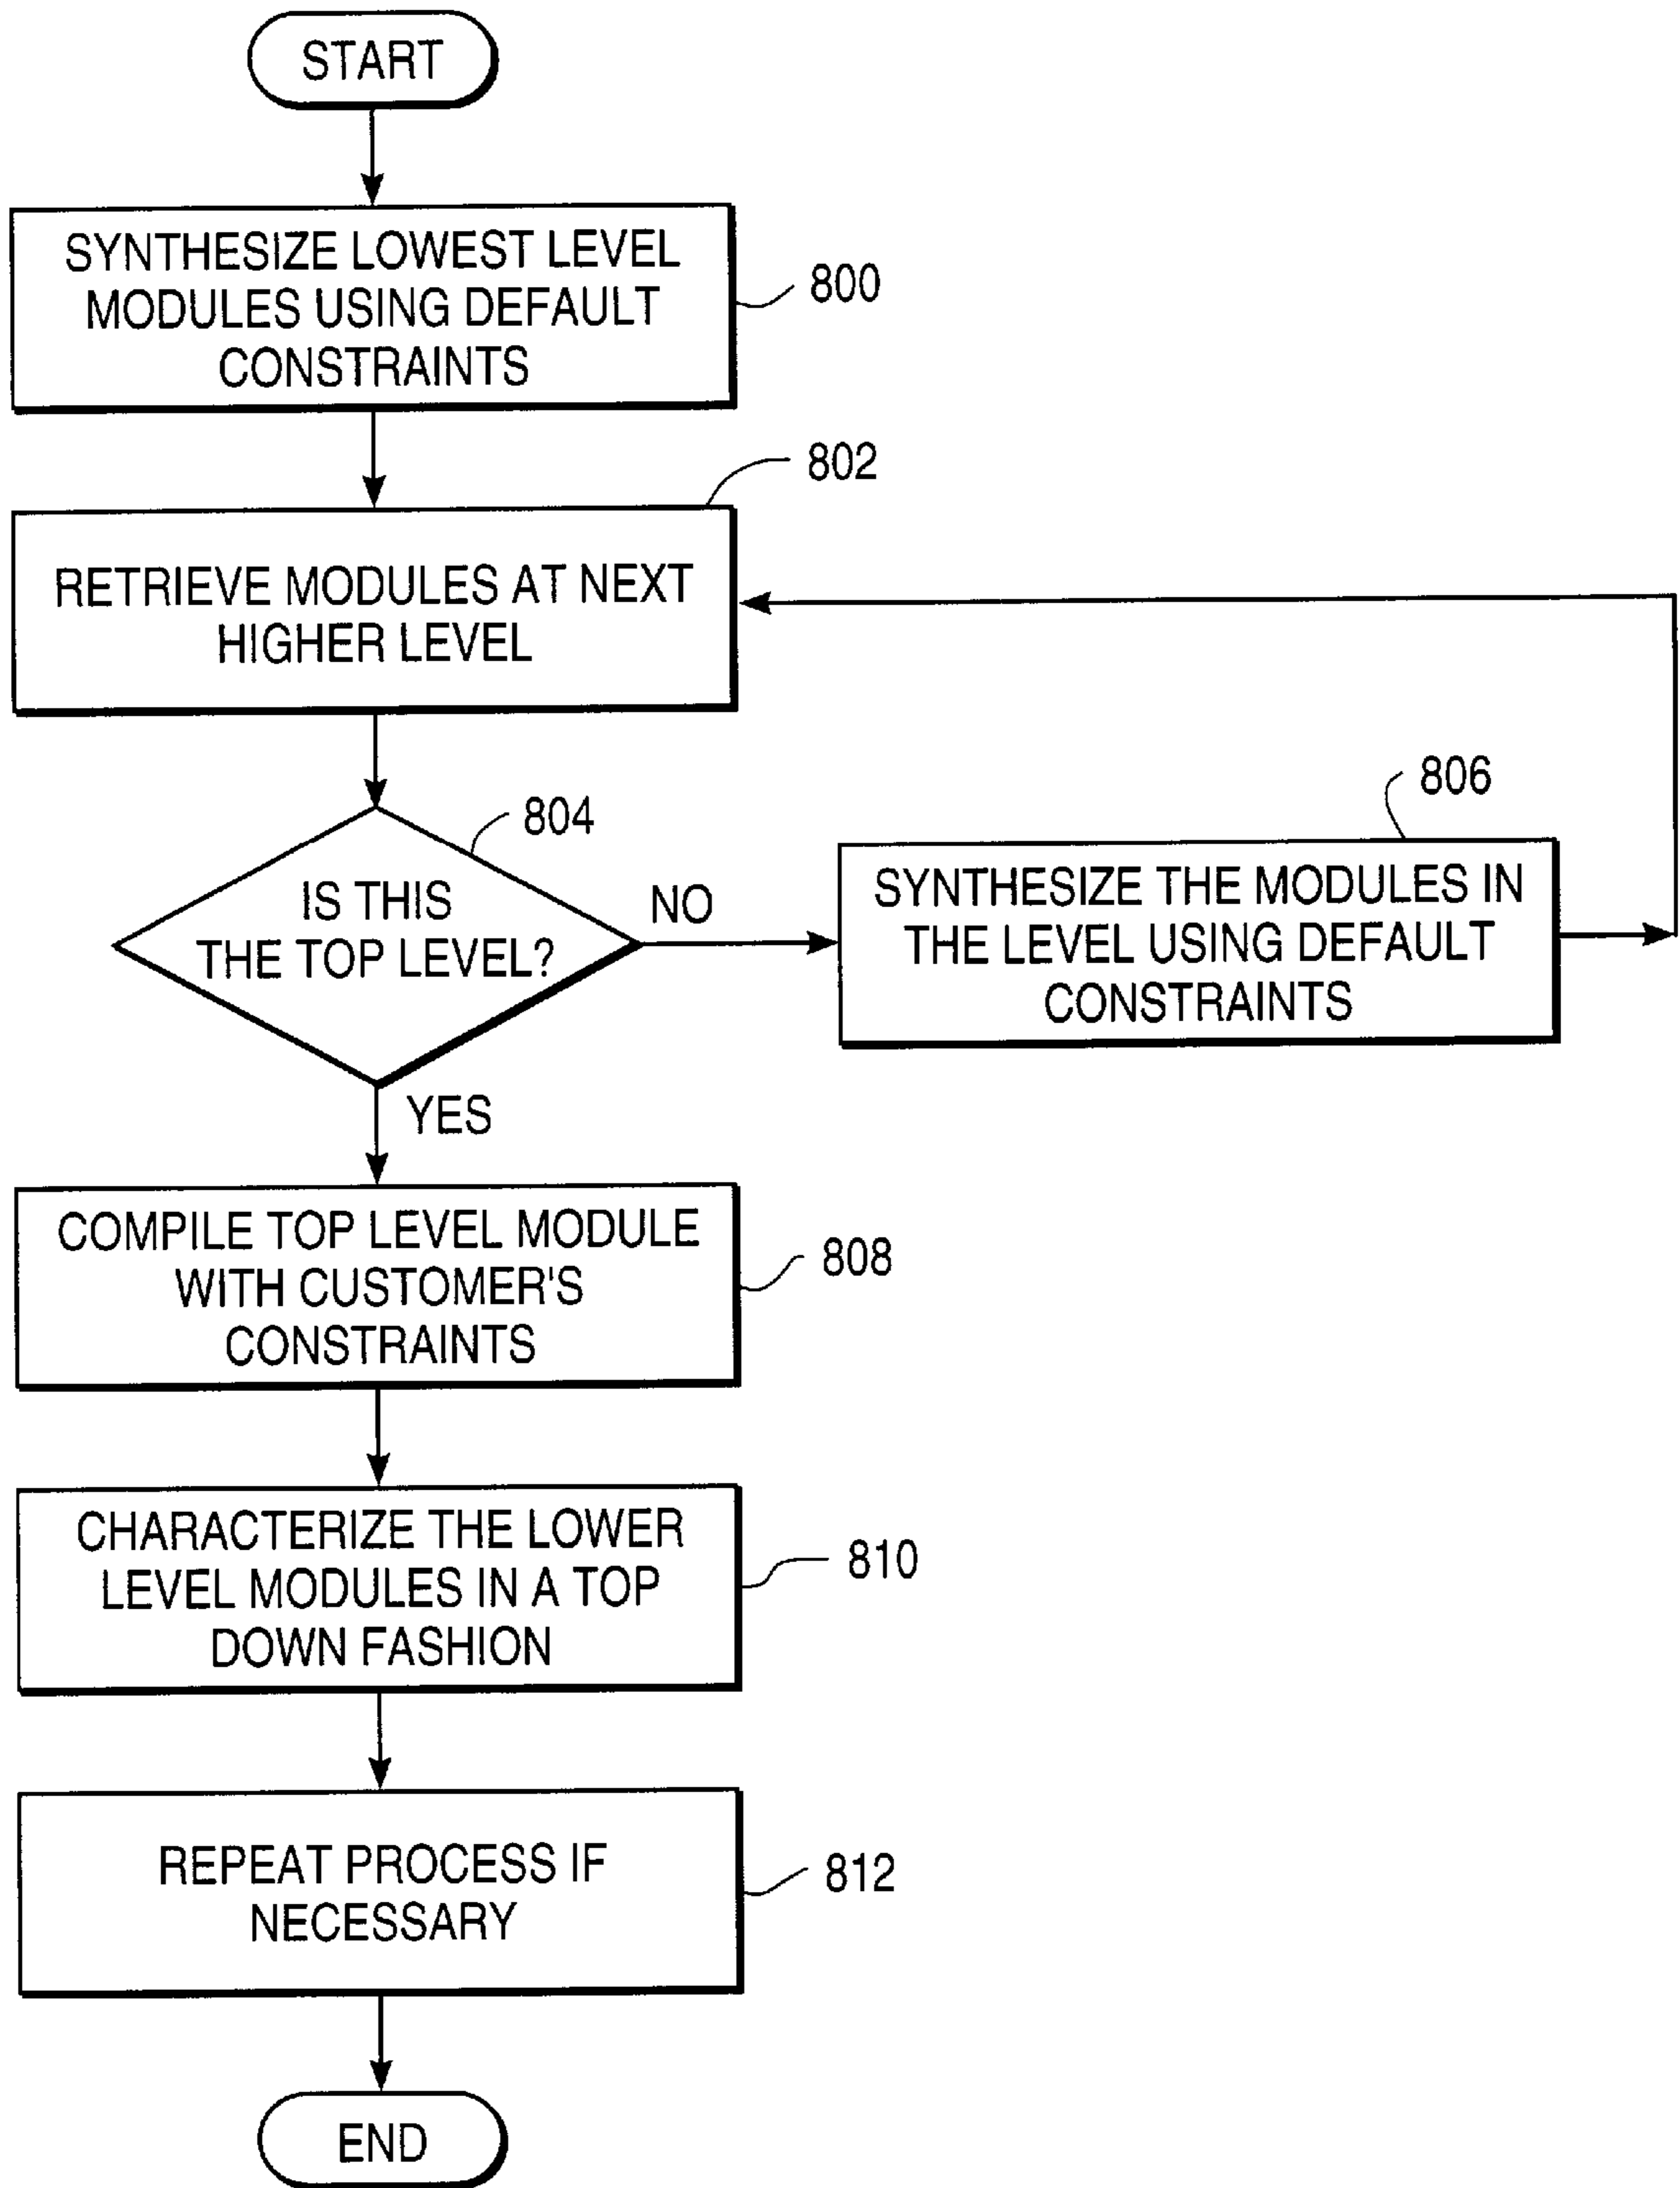 START
SYNTHESIZE LOWEST LEVEL
MODULES USING DEFAULT
CONSTRAINTS
800
802
RETRIEVE MODULES AT NEXT
HIGHER LEVEL
804
IS THIS
THE TOP LEVEL?
NO
806
SYNTHESIZE THE MODULES IN
THE LEVEL USING DEFAULT
CONSTRAINTS
YES
COMPILE TOP LEVEL MODULE
WITH CUSTOMER'S
CONSTRAINTS
808
CHARACTERIZE THE LOWER
LEVEL MODULES IN A TOP
DOWN FASHION
810
REPEAT PROCESS IF
NECESSARY
812
END